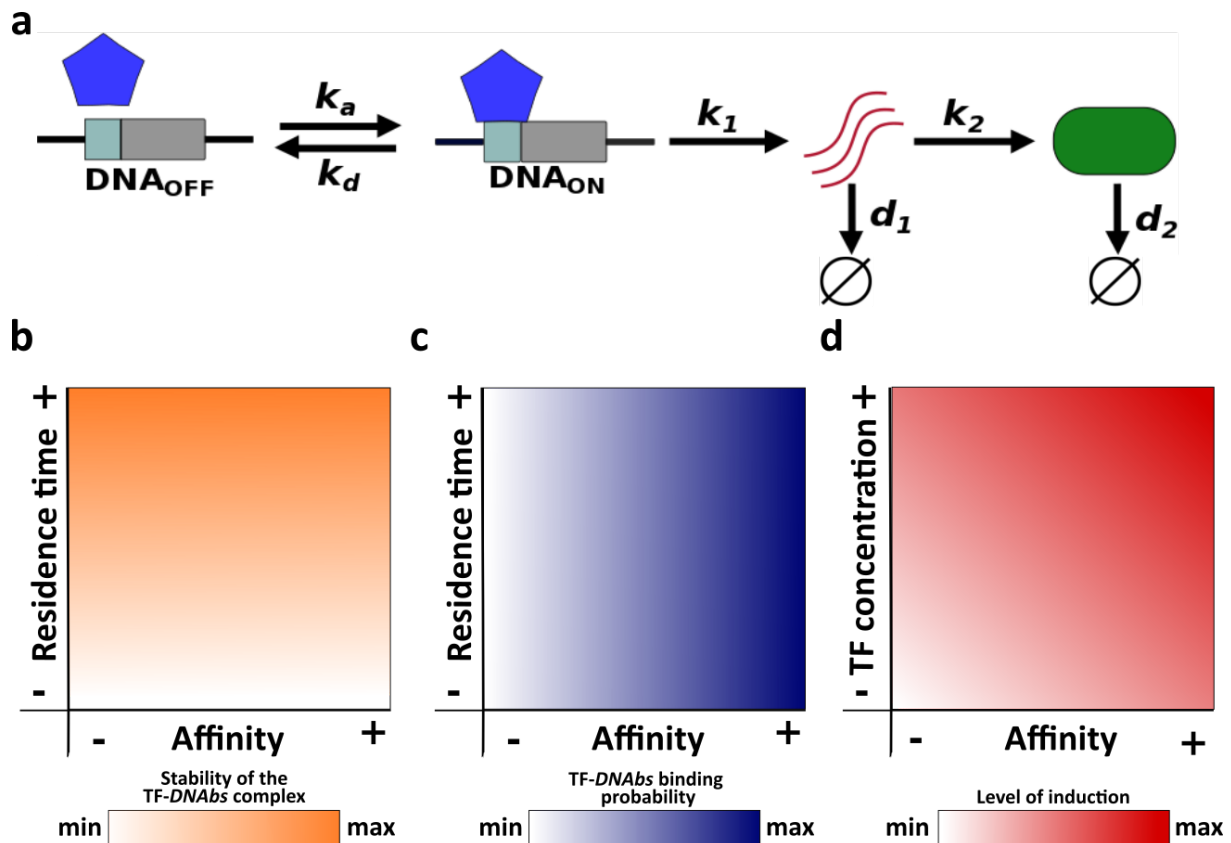 a
k_a
k_d
DNA_OFF
DNA_ON
k_1
k_2
d_1
d_2
b
c
d
+
Residence time
-
- Affinity +
Stability of the
TF-DNAbs complex
min max
+
Residence time
-
- Affinity +
TF-DNAbs binding
probability
min max
+
TF concentration
-
- Affinity +
Level of induction
min max